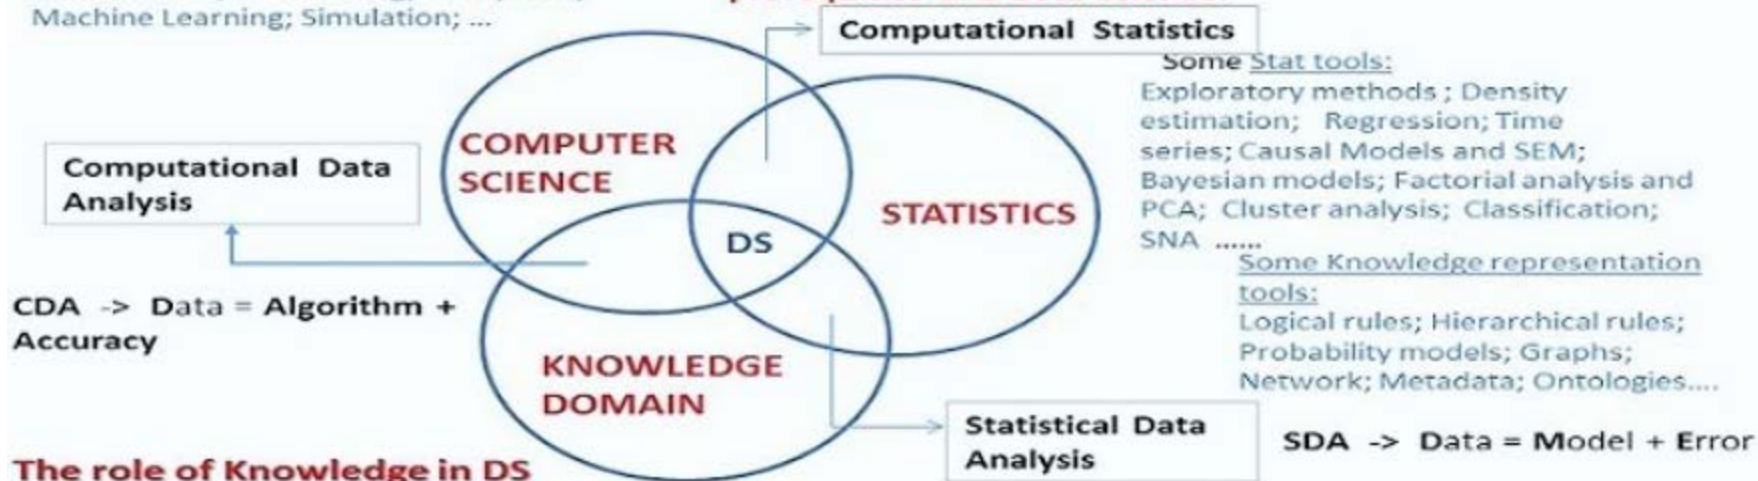 Machine Learning; Simulation; ...
Computational Statistics
Some Stat tools:
Exploratory methods ; Density
estimation; Regression; Time
series; Causal Models and SEM;
Bayesian models; Factorial analysis and
PCA; Cluster analysis; Classification;
SNA ......
COMPUTER
SCIENCE
Computational Data
Analysis
STATISTICS
DS
Some Knowledge representation
tools:
Logical rules; Hierarchical rules;
Probability models; Graphs;
Network; Metadata; Ontologies....
CDA -> Data = Algorithm +
Accuracy
KNOWLEDGE
DOMAIN
Statistical Data
Analysis
SDA -> Data = Model + Error
The role of Knowledge in DS